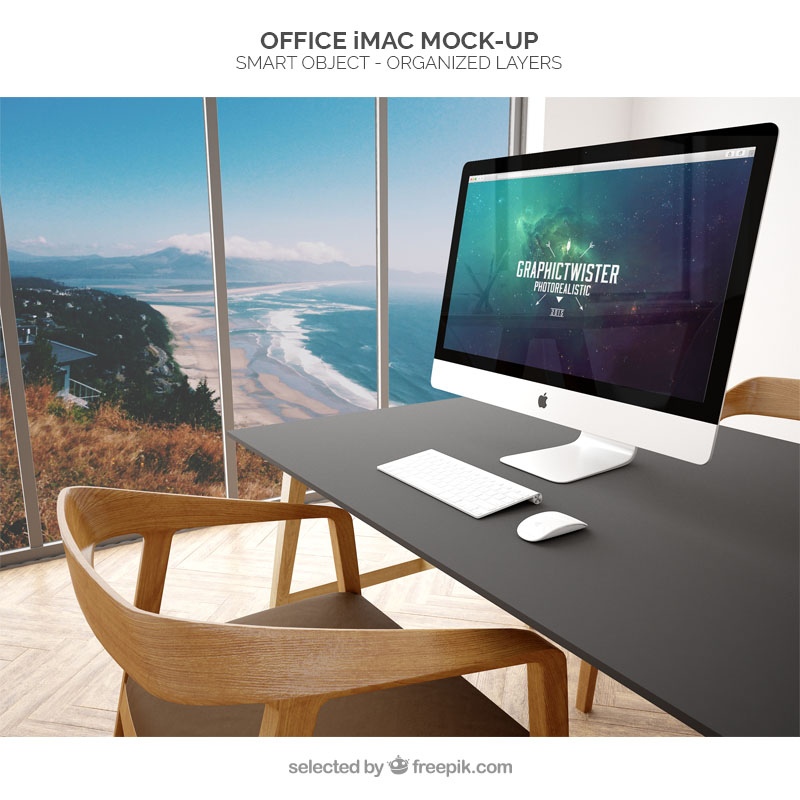 OFFICE iMAC MOCK-UP
SMART OBJECT - ORGANIZED LAYERS
GRAPHICTWISTER
PHOTOREALISTIC
selected by freepik.com